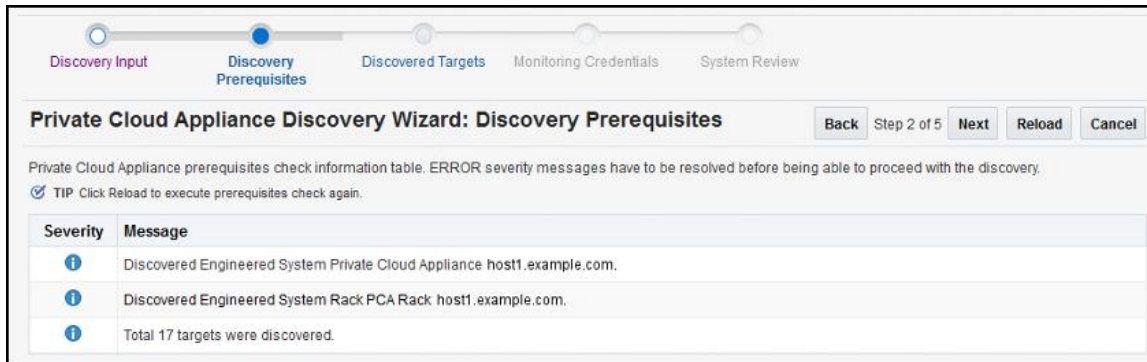 Discovery Input
Discovery
Prerequisites
Discovered Targets
Monitoring Credentials
System Review
Private Cloud Appliance Discovery Wizard: Discovery Prerequisites
Back Step 2 of 5 Next Reload Cancel
Private Cloud Appliance prerequisites check information table. ERROR severity messages have to be resolved before being able to proceed with the discovery.
TIP Click Reload to execute prerequisites check again.
Severity Message
Discovered Engineered System Private Cloud Appliance host1.example.com.
Discovered Engineered System Rack PCA Rack host1.example.com.
Total 17 targets were discovered.